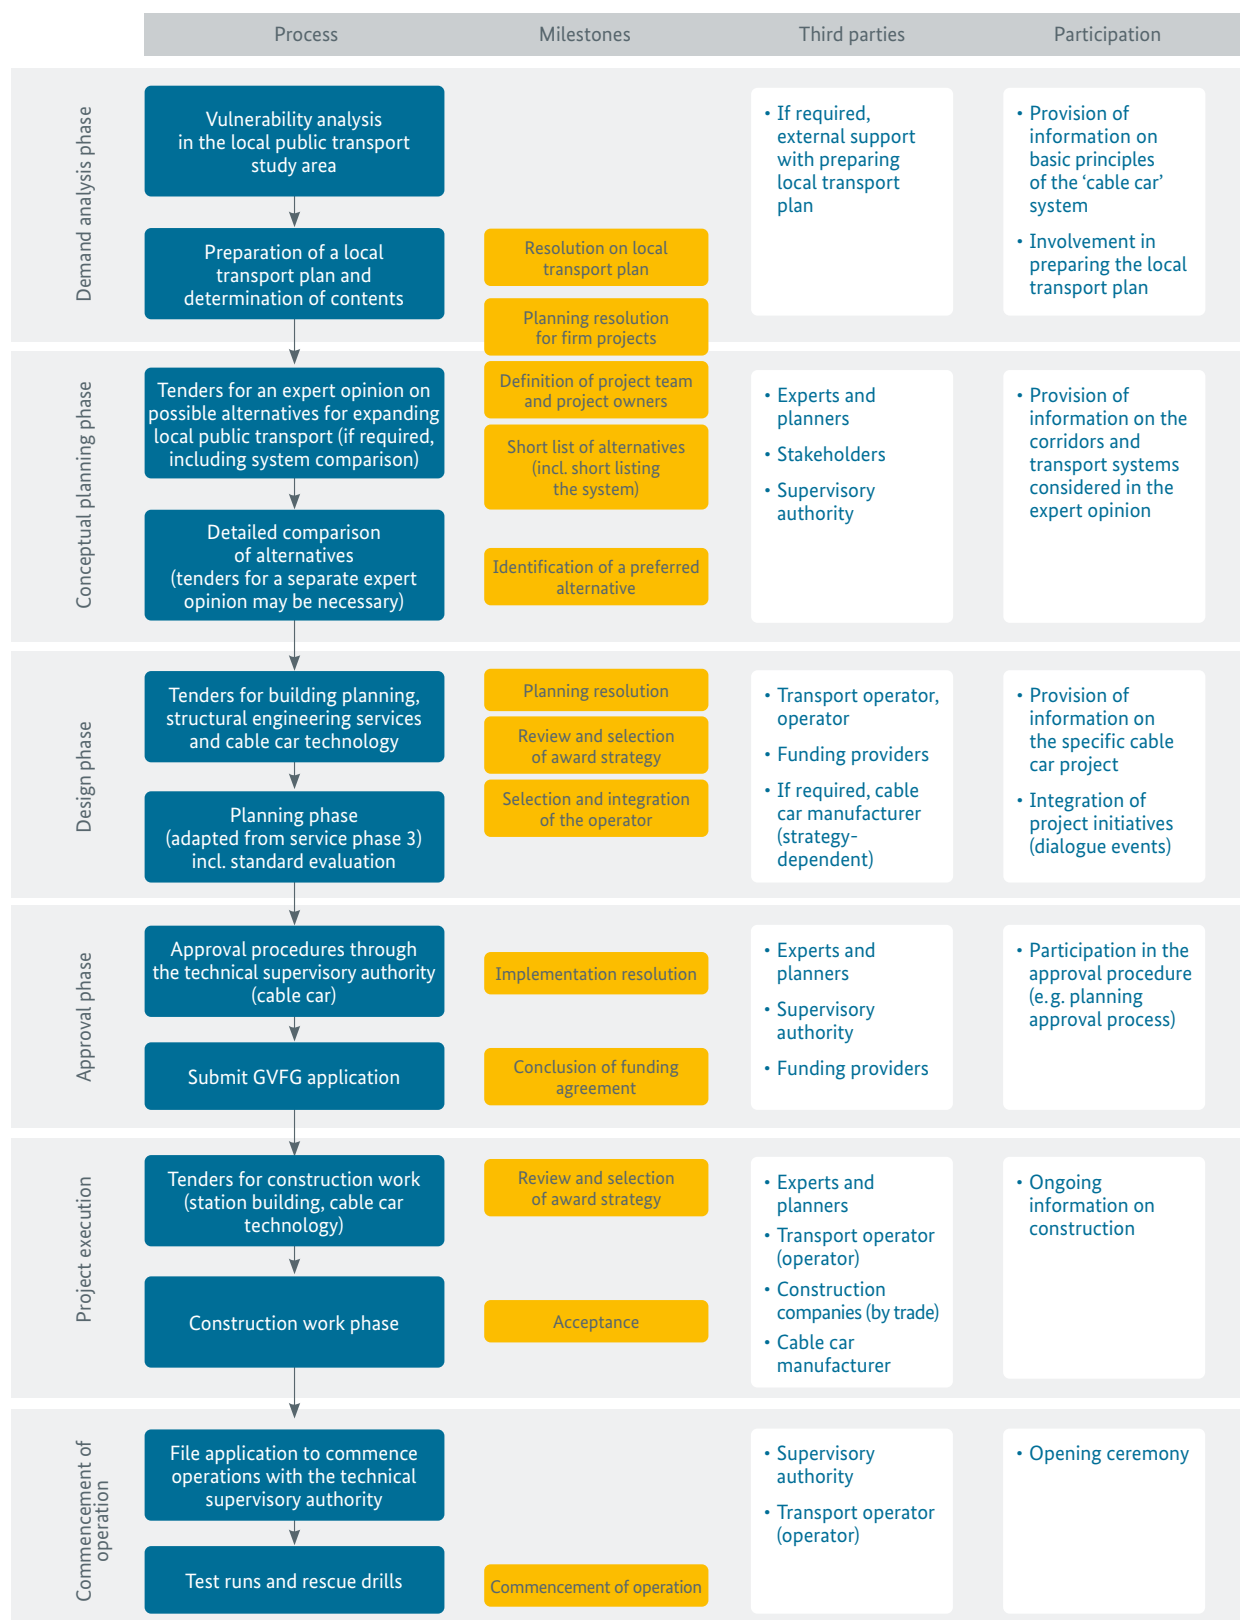 Process
Milestones
Third parties
Participation
Demand analysis phase
Vulnerability analysis
in the local public transport
study area
Preparation of a local
transport plan and
determination of contents
Resolution on local
transport plan
Planning resolution
for firm projects
• If required,
external support
with preparing
local transport
plan
• Provision of
information on
basic principles
of the ‘cable car’
system
• Involvement in
preparing the local
transport plan
Conceptual planning phase
Tenders for an expert opinion on
possible alternatives for expanding
local public transport (if required,
including system comparison)
Detailed comparison
of alternatives
(tenders for a separate expert
opinion may be necessary)
Definition of project team
and project owners
Short list of alternatives
(incl. short listing
the system)
Identification of a preferred
alternative
• Experts and
planners
• Stakeholders
• Supervisory
authority
• Provision of
information on the
corridors and
transport systems
considered in the
expert opinion
Design phase
Tenders for building planning,
structural engineering services
and cable car technology
Planning phase
(adapted from service phase 3)
incl. standard evaluation
Planning resolution
Review and selection
of award strategy
Selection and integration
of the operator
• Transport operator,
operator
• Funding providers
• If required, cable
car manufacturer
(strategy-
dependent)
• Provision of
information on
the specific cable
car project
• Integration of
project initiatives
(dialogue events)
Approval phase
Approval procedures through
the technical supervisory authority
(cable car)
Submit GVFG application
Implementation resolution
Conclusion of funding
agreement
• Experts and
planners
• Supervisory
authority
• Funding providers
• Participation in the
approval procedure
(e. g. planning
approval process)
Project execution
Tenders for construction work
(station building, cable car
technology)
Construction work phase
Review and selection
of award strategy
Acceptance
• Experts and
planners
• Transport operator
(operator)
• Construction
companies (by trade)
• Cable car
manufacturer
• Ongoing
information on
construction
Commencement of
operation
File application to commence
operations with the technical
supervisory authority
Test runs and rescue drills
Commencement of operation
• Supervisory
authority
• Transport operator
(operator)
• Opening ceremony